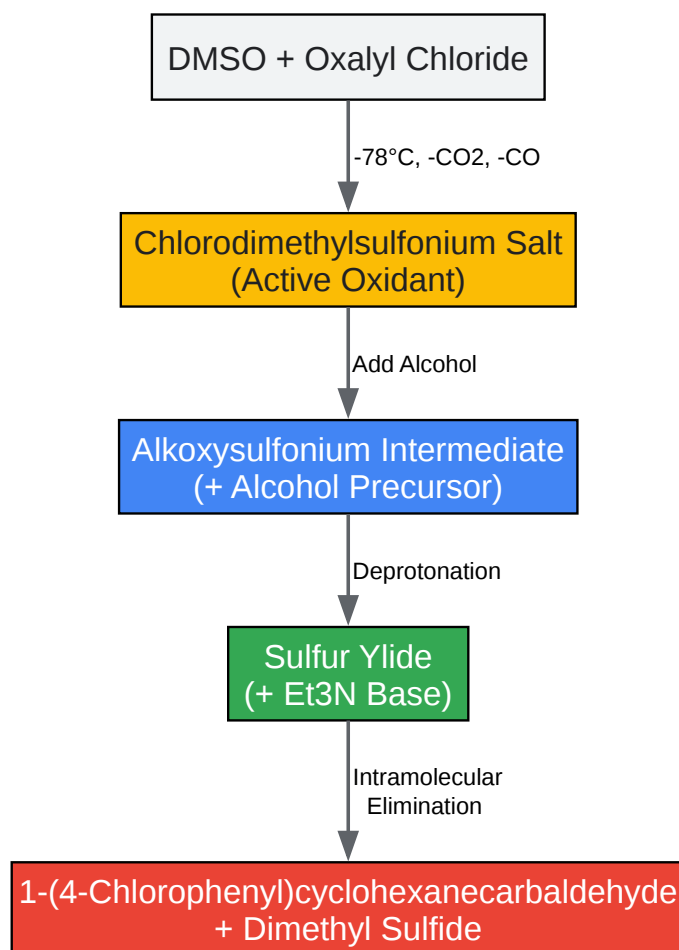 DMSO + Oxalyl Chloride
-78°C, -CO2, -CO
Chlorodimethylsulfonium Salt
(Active Oxidant)
Add Alcohol
Alkoxysulfonium Intermediate
(+ Alcohol Precursor)
Deprotonation
Sulfur Ylide
(+ Et3N Base)
Intramolecular
Elimination
1-(4-Chlorophenyl)cyclohexanecarbaldehyde
+ Dimethyl Sulfide